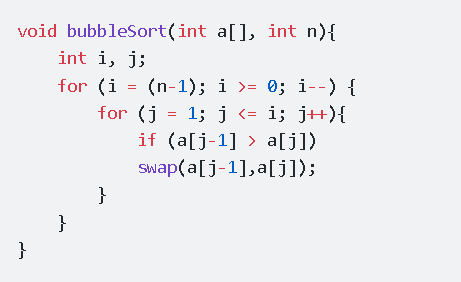 void bubbleSort(int a[], int n){
    int i, j;
    for (i = (n-1); i >= 0; i--) {
        for (j = 1; j <= i; j++){
            if (a[j-1] > a[j])
            swap(a[j-1],a[j]);
        }
    }
}